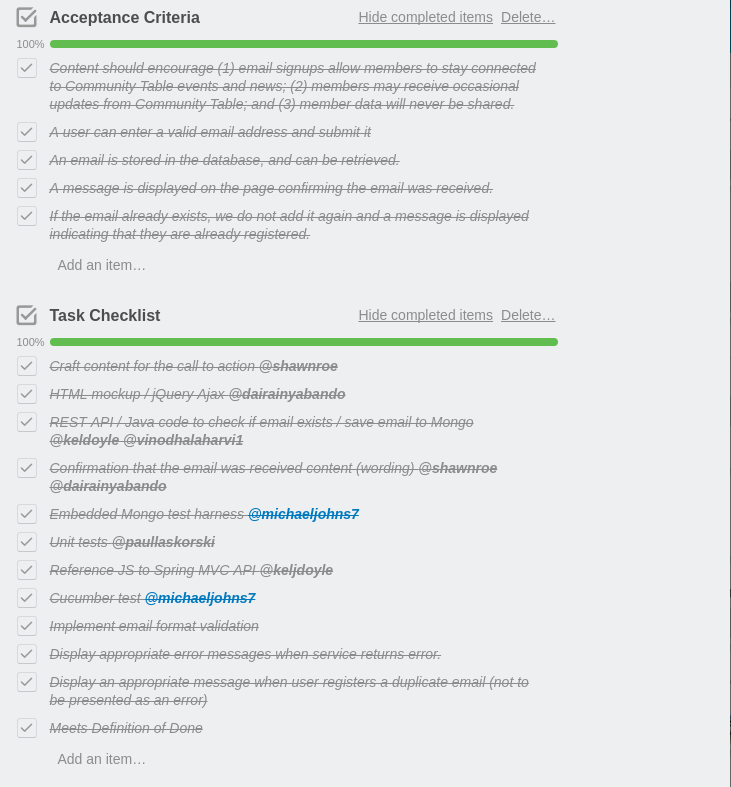 Acceptance Criteria Hide completed items Delete…
100%
Content should encourage (1) email signups allow members to stay connected
to Community Table events and news; (2) members may receive occasional
updates from Community Table; and (3) member data will never be shared.
A user can enter a valid email address and submit it
An email is stored in the database, and can be retrieved.
A message is displayed on the page confirming the email was received.
If the email already exists, we do not add it again and a message is displayed
indicating that they are already registered.
Add an item…
Task Checklist Hide completed items Delete…
100%
Craft content for the call to action @shawnroe
HTML mockup / jQuery Ajax @dairainyabando
REST API / Java code to check if email exists / save email to Mongo
@keldoyle @vinodhalaharvi1
Confirmation that the email was received content (wording) @shawnroe
@dairainyabando
Embedded Mongo test harness @michaeljohns7
Unit tests @paullaskorski
Reference JS to Spring MVC API @keljdoyle
Cucumber test @michaeljohns7
Implement email format validation
Display appropriate error messages when service returns error.
Display an appropriate message when user registers a duplicate email (not to
be presented as an error)
Meets Definition of Done
Add an item…